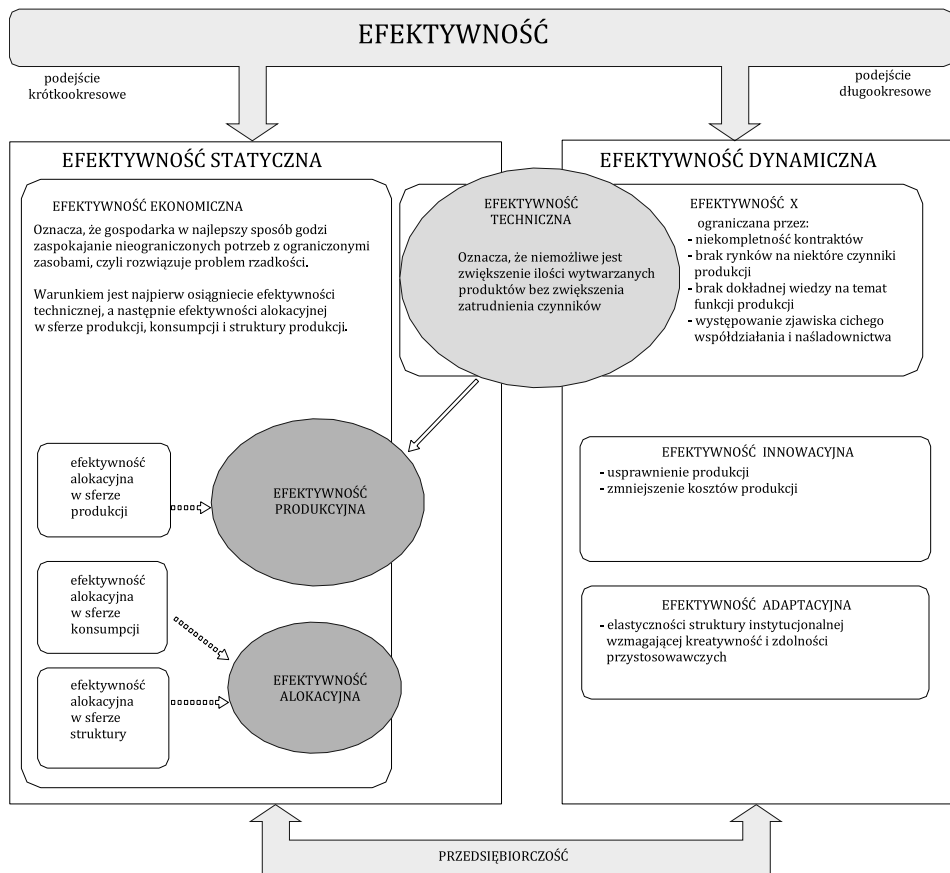 EFEKTYWNOŚĆ
podejście
krótkookresowe
podejście
długookresowe
EFEKTYWNOŚĆ STATYCZNA
EFEKTYWNOŚĆ EKONOMICZNA
Oznacza, że gospodarka w najlepszy sposób godzi
zaspokajanie nieograniczonych potrzeb z ograniczonymi
zasobami, czyli rozwiązuje problem rzadkości.
Warunkiem jest najpierw osiągniecie efektywności
technicznej, a następnie efektywności alokacyjnej
w sferze produkcji, konsumpcji i struktury produkcji.
EFEKTYWNOŚĆ
TECHNICZNA
Oznacza, że niemożliwe jest
zwiększenie ilości wytwarzanych
produktów bez zwiększenia
zatrudnienia czynników
efektywność
alokacyjna
w sferze
produkcji
EFEKTYWNOŚĆ
PRODUKCYJNA
efektywność
alokacyjna
w sferze
konsumpcji
efektywność
alokacyjna
w sferze
struktury
EFEKTYWNOŚĆ
ALOKACYJNA
EFEKTYWNOŚĆ DYNAMICZNA
EFEKTYWNOŚĆ X
ograniczana przez:
- niekompletność kontraktów
- brak rynków na niektóre czynniki
produkcji
- brak dokładnej wiedzy na temat
funkcji produkcji
- występowanie zjawiska cichego
współdziałania i naśladownictwa
EFEKTYWNOŚĆ INNOWACYJNA
- usprawnienie produkcji
- zmniejszenie kosztów produkcji
EFEKTYWNOŚĆ ADAPTACYJNA
- elastyczności struktury instytucjonalnej
wzmagającej kreatywność i zdolności
przystosowawczych
PRZEDSIĘBIORCZOŚĆ